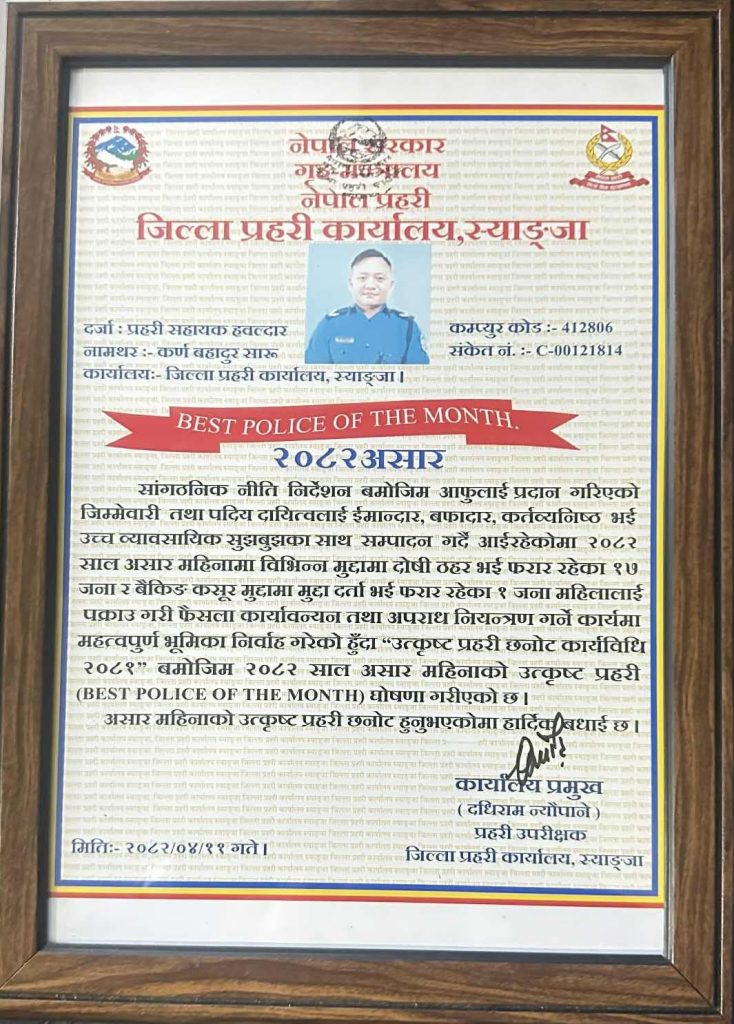 नेपाल सरकार
गृह मन्त्रालय
नेपाल प्रहरी
जिल्ला प्रहरी कार्यालय,स्याङ्जा
दर्जा : प्रहरी सहायक हवल्दार
कम्प्युर कोड :- 412806
नामथर :- कर्ण बहादुर सारू
संकेत नं. :- C-00121814
कार्यालय:- जिल्ला प्रहरी कार्यालय, स्याङ्जा ।
BEST POLICE OF THE MONTH.
२०८२असार
सांगठनिक नीति निर्देशन बमोजिम आफुलाई प्रदान गरिएको
जिम्मेवारी तथा पदिय दायित्वलाई ईमान्दार, बफादार, कर्तव्यनिष्ठ भई
उच्च व्यावसायिक सुझबुझका साथ सम्पादन गर्दै आईरहेकोमा २०८२
साल असार महिनामा विभिन्न मुद्दामा दोषी ठहर भई फरार रहेका १७
जना र बैकिङ कसूर मुद्दामा मुद्दा दर्ता भई फरार रहेका १ जना महिलालाई
पक्राउ गरी फैसला कार्यावन्यन तथा अपराध नियन्त्रण गर्ने कार्यमा
महत्वपुर्ण भूमिका निर्वाह गरेको हुँदा “उत्कृष्ट प्रहरी छनोट कार्यविधि
२०८१” बमोजिम २०८२ साल असार महिनाको उत्कृष्ट प्रहरी
(BEST POLICE OF THE MONTH) घोषणा गरीएको छ ।
असार महिनाको उत्कृष्ट प्रहरी छनोट हुनुभएकोमा हार्दिक बधाई छ ।
कार्यालय प्रमुख
( दधिराम न्यौपाने )
प्रहरी उपरीक्षक
मिति:- २०८२/०४/११ गते ।
जिल्ला प्रहरी कार्यालय, स्याङ्जा